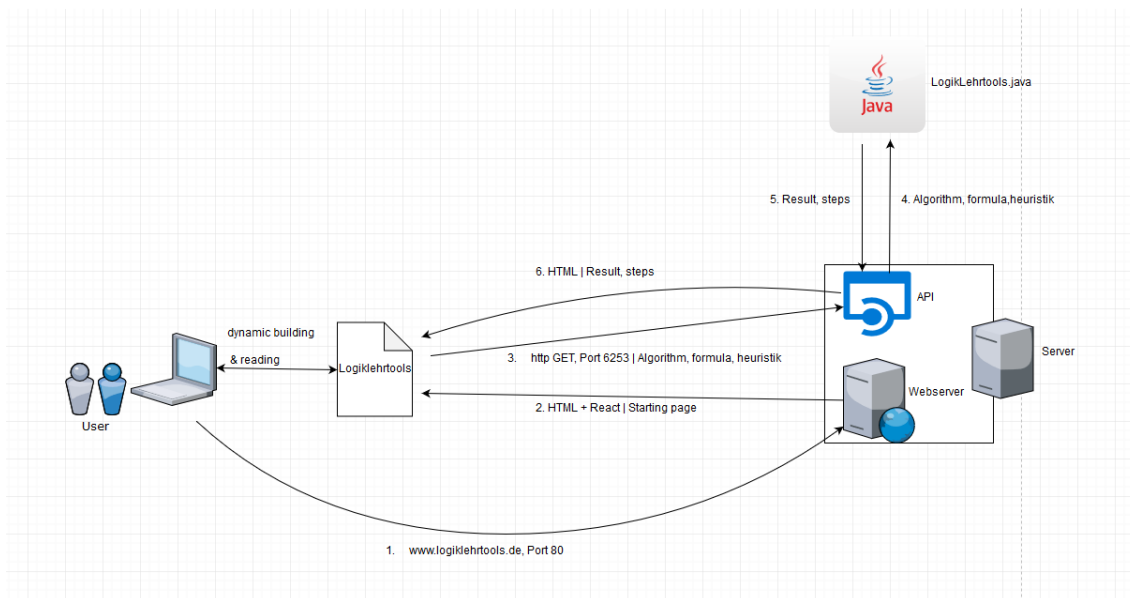 Java
LogikLehrtools.java
5. Result, steps
4. Algorithm, formula,heuristik
6. HTML | Result, steps
API
dynamic building
& reading
3. http GET, Port 6253 | Algorithm, formula, heuristik
Server
Logiklehrtools
Webserver
2. HTML + React | Starting page
User
1. www.logiklehrtools.de, Port 80